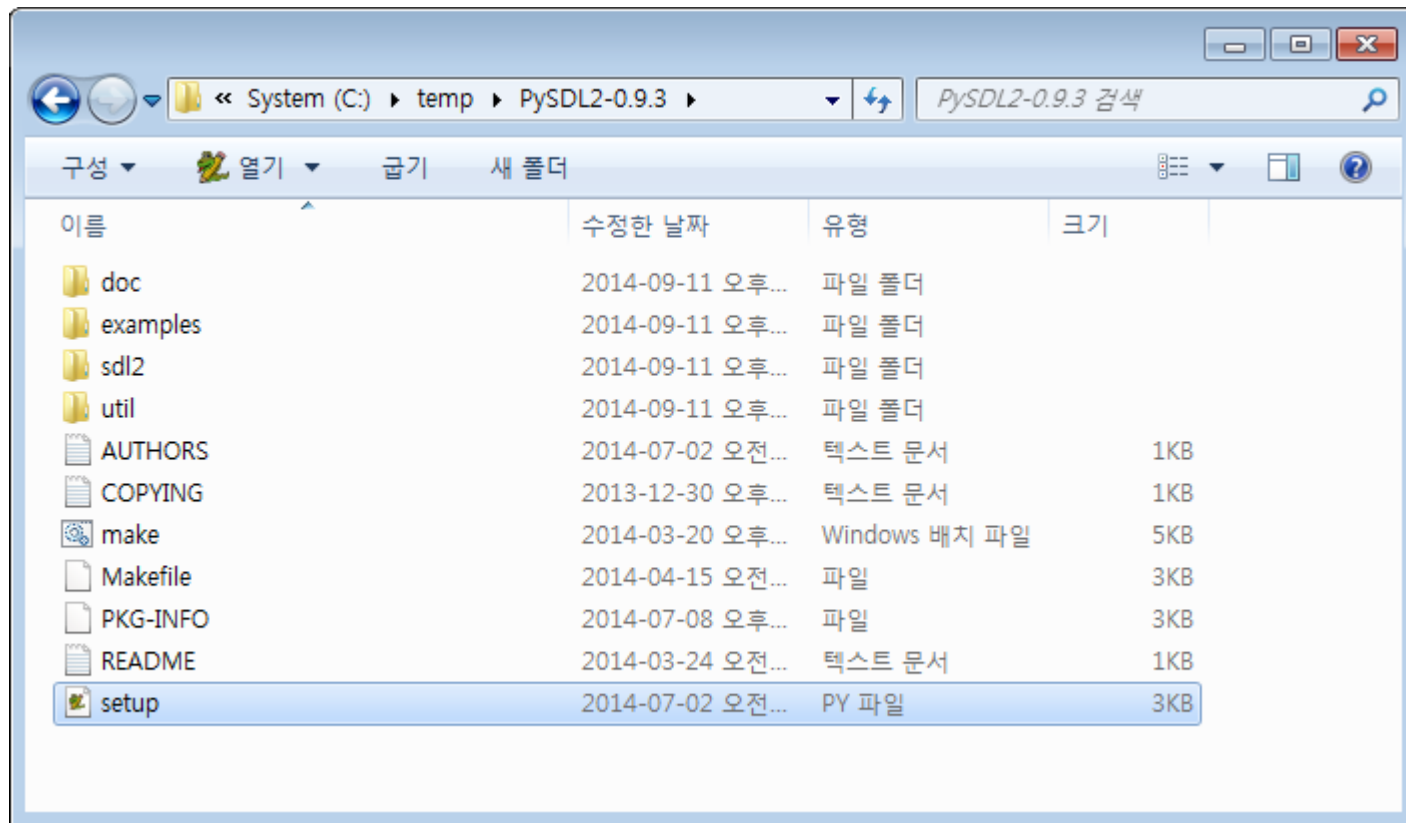 « System (C:) ▸ temp ▸ PySDL2-0.9.3 ▸ PySDL2-0.9.3 검색
구성 열기 굽기 새 폴더
이름 수정한 날짜 유형 크기
doc 2014-09-11 오후... 파일 폴더
examples 2014-09-11 오후... 파일 폴더
sdl2 2014-09-11 오후... 파일 폴더
util 2014-09-11 오후... 파일 폴더
AUTHORS 2014-07-02 오전... 텍스트 문서 1KB
COPYING 2013-12-30 오후... 텍스트 문서 1KB
make 2014-03-20 오후... Windows 배치 파일 5KB
Makefile 2014-04-15 오전... 파일 3KB
PKG-INFO 2014-07-08 오후... 파일 3KB
README 2014-03-24 오전... 텍스트 문서 1KB
setup 2014-07-02 오전... PY 파일 3KB